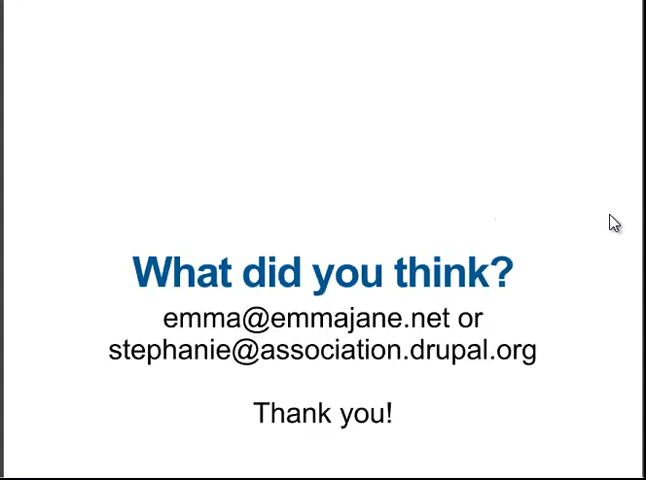 What did you think?
emma@emmajane.net or
stephanie@association.drupal.org
Thank you!